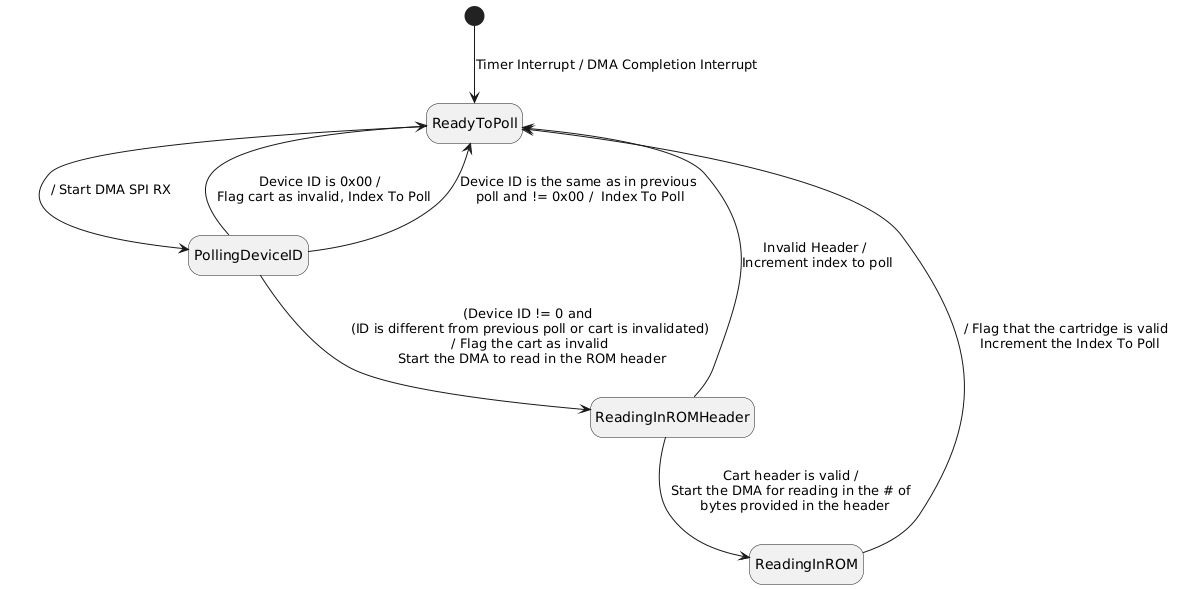 Timer Interrupt / DMA Completion Interrupt
ReadyToPoll
/ Start DMA SPI RX
Device ID is 0x00 /
Flag cart as invalid, Index To Poll
Device ID is the same as in previous
poll and != 0x00 /  Index To Poll
PollingDeviceID
Invalid Header /
Increment index to poll
(Device ID != 0 and
(ID is different from previous poll or cart is invalidated)
/ Flag the cart as invalid
Start the DMA to read in the ROM header
/ Flag that the cartridge is valid
Increment the Index To Poll
ReadingInROMHeader
Cart header is valid /
Start the DMA for reading in the # of
bytes provided in the header
ReadingInROM